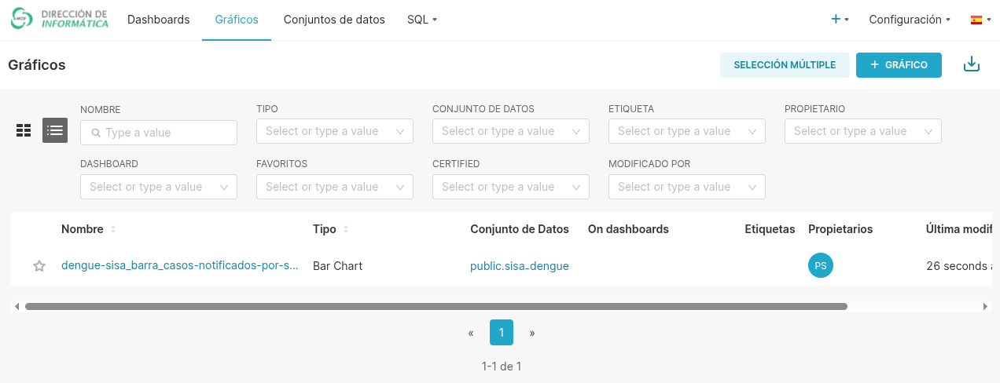 MCSF DIRECCIÓN DE INFORMÁTICA Dashboards Gráficos Conjuntos de datos SQL + Configuración
Gráficos SELECCIÓN MÚLTIPLE + GRÁFICO
NOMBRE TIPO CONJUNTO DE DATOS ETIQUETA PROPIETARIO
Type a value Select or type a value Select or type a value Select or type a value Select or type a value
DASHBOARD FAVORITOS CERTIFIED MODIFICADO POR
Select or type a value Select or type a value Select or type a value Select or type a value
Nombre Tipo Conjunto de Datos On dashboards Etiquetas Propietarios Última modif
dengue-sisa_barra_casos-notificados-por-s... Bar Chart public.sisa_dengue PS 26 seconds a
« 1 »
1-1 de 1